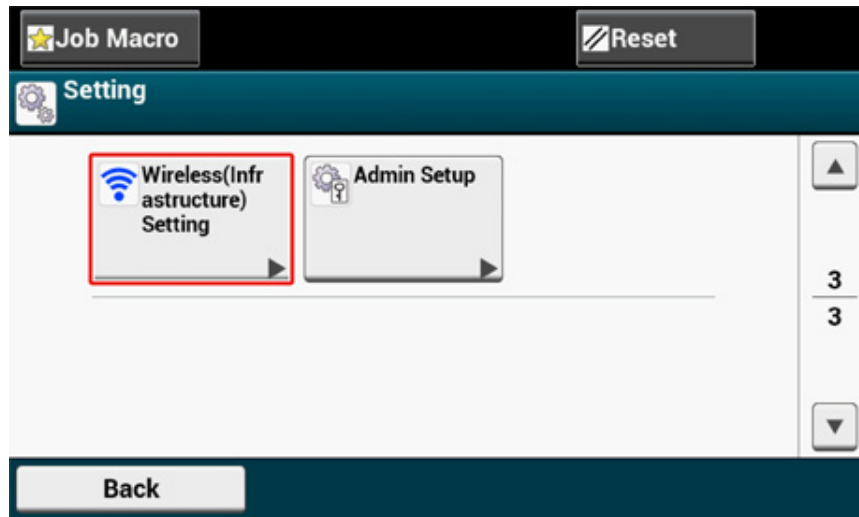 Job Macro
Reset
Setting
Wireless(Infr
astructure)
Setting
Admin Setup
3
3
Back